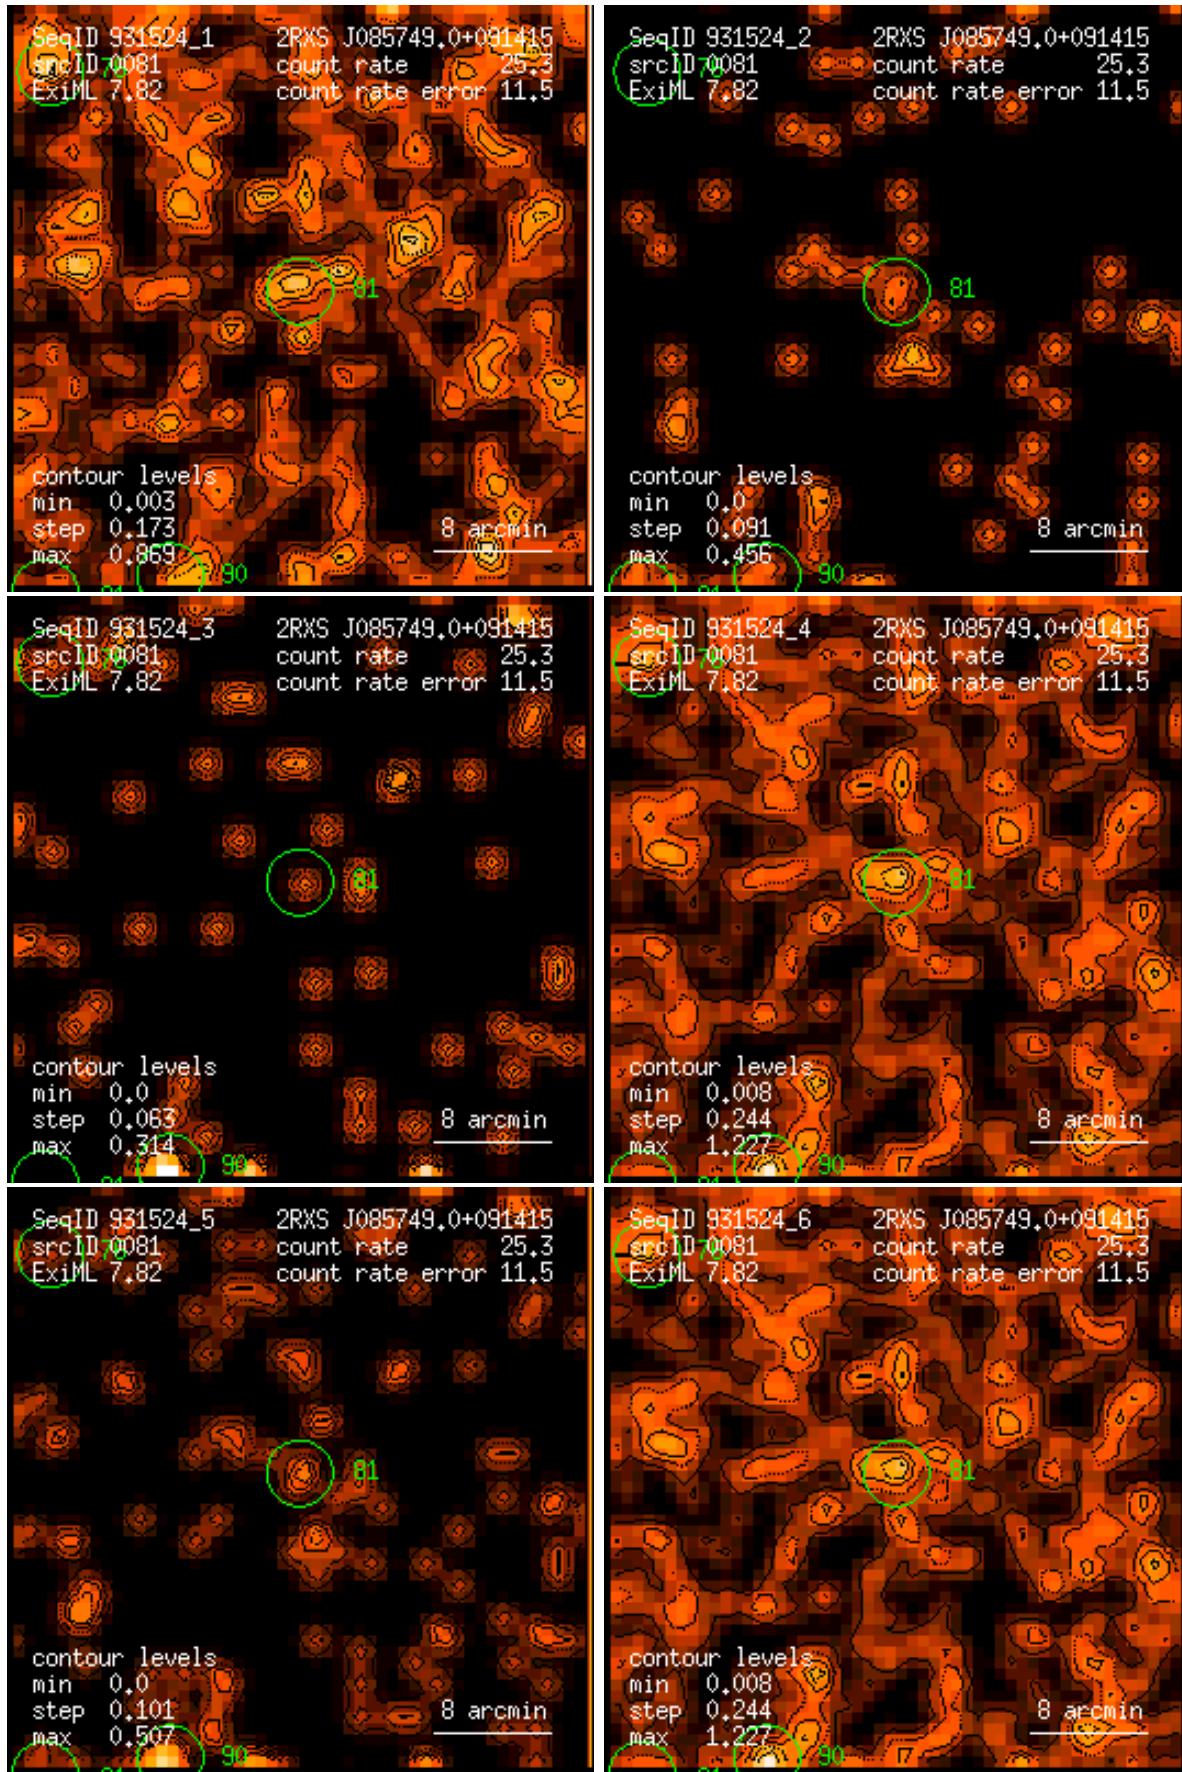 SeqID 931524_1 2RXS J085749.0+091415
srcID 0081 count rate 25.3
ExiML 7.82 count rate error 11.5
81
contour levels
min 0.003
step 0.173
max 0.869
8 arcmin
90
SeqID 931524_2 2RXS J085749.0+091415
srcID 0081 count rate 25.3
ExiML 7.82 count rate error 11.5
81
contour levels
min 0.0
step 0.091
max 0.456
8 arcmin
90
SeqID 931524_3 2RXS J085749.0+091415
srcID 0081 count rate 25.3
ExiML 7.82 count rate error 11.5
81
contour levels
min 0.0
step 0.063
max 0.314
8 arcmin
90
SeqID 931524_4 2RXS J085749.0+091415
srcID 0081 count rate 25.3
ExiML 7.82 count rate error 11.5
81
contour levels
min 0.008
step 0.244
max 1.227
8 arcmin
90
SeqID 931524_5 2RXS J085749.0+091415
srcID 0081 count rate 25.3
ExiML 7.82 count rate error 11.5
81
contour levels
min 0.0
step 0.101
max 0.507
8 arcmin
90
SeqID 931524_6 2RXS J085749.0+091415
srcID 0081 count rate 25.3
ExiML 7.82 count rate error 11.5
81
contour levels
min 0.008
step 0.244
max 1.227
8 arcmin
90